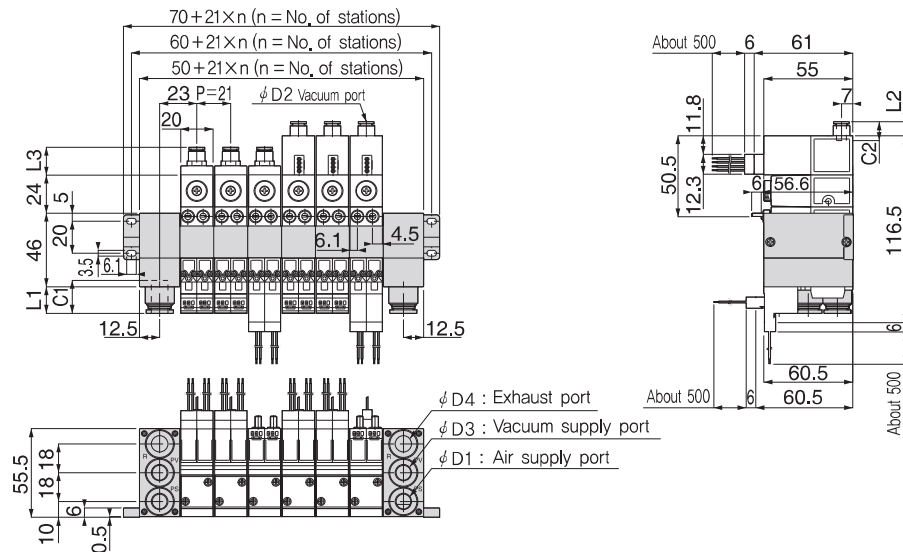 70+21×n (n = No. of stations)
60+21×n (n = No. of stations)
50+21×n (n = No. of stations)
23 P=21
φD2 Vacuum port
20
L3
24
5
46
20
3.5
6.1
L1
C1
12.5
6.1
4.5
12.5
About 500
6
61
55
7
L2
C2
11.8
50.5
12.3
6
56.6
116.5
6
60.5
About 500
6
60.5
About 500
φD4 : Exhaust port
φD3 : Vacuum supply port
φD1 : Air supply port
R
PV
PS
R
PV
PS
55.5
18
18
6
10
0.5